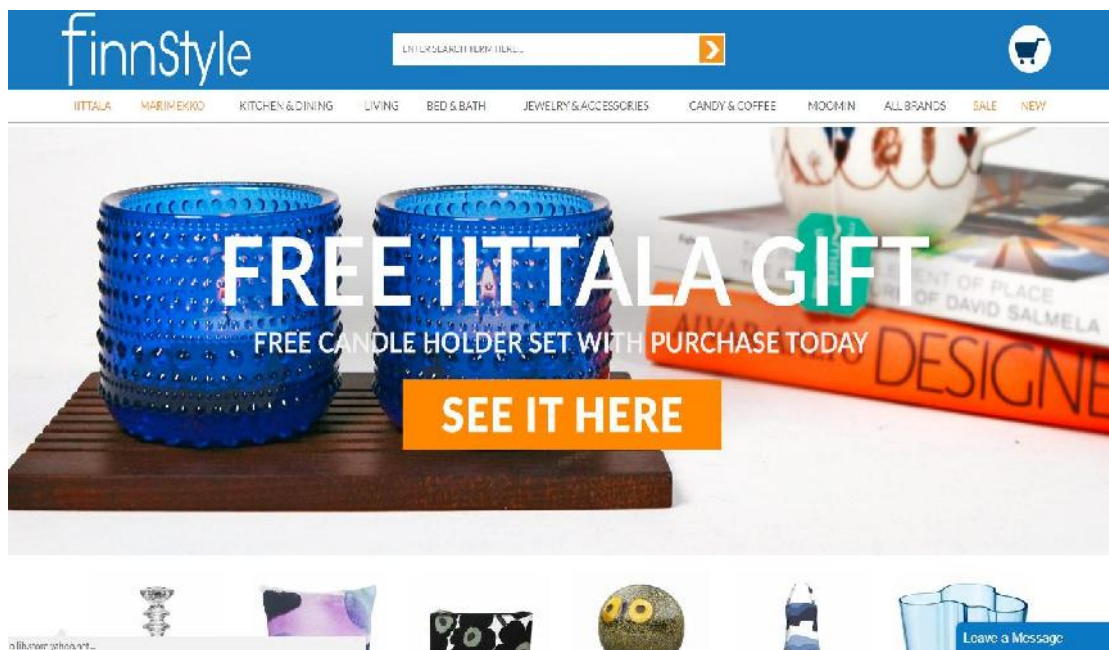 finnStyle
ENTER SEARCH TERM HERE...
IITTALA MARIMEKKO KITCHEN & DINING LIVING BED & BATH JEWELRY & ACCESSORIES CANDY & COFFEE MOOMIN ALL BRANDS SALE NEW
FREE IITTALA GIFT
FREE CANDLE HOLDER SET WITH PURCHASE TODAY
SEE IT HERE
OF PLACE
OF DAVID SALMELA
DESIGNE
Leave a Message